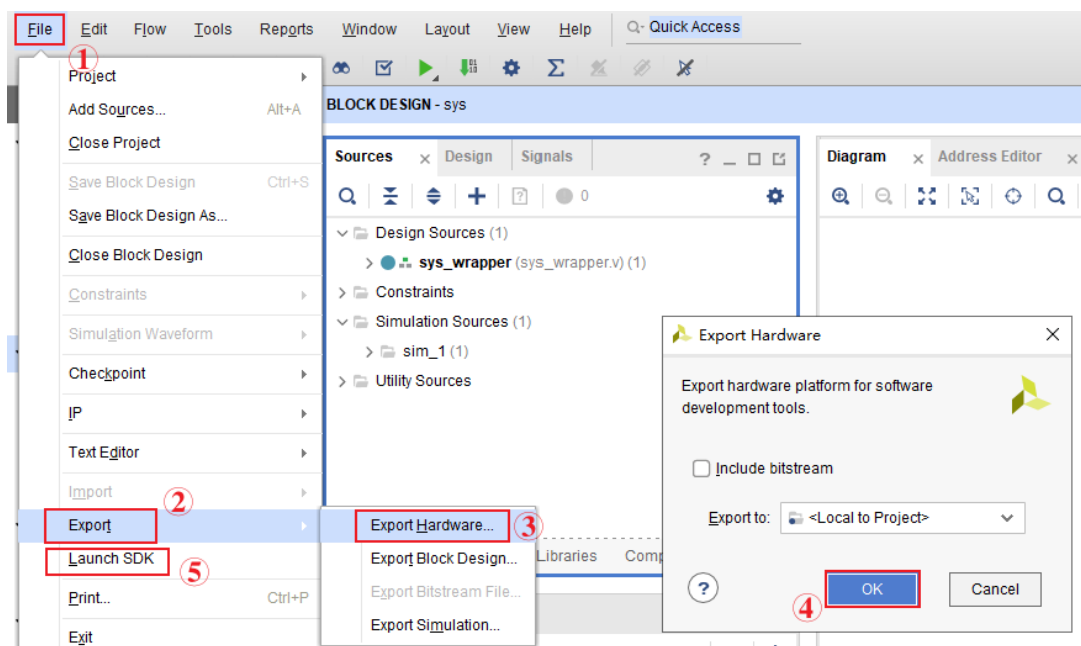 File Edit Flow Tools Reports Window Layout View Help Quick Access
①
Project
Add Sources... Alt+A
Close Project
Save Block Design Ctrl+S
Save Block Design As...
Close Block Design
Constraints
Simulation Waveform
Checkpoint
IP
Text Editor
Import
②
Export
Launch SDK
⑤
Print... Ctrl+P
Exit
Export Hardware...
③
Export Block Design...
Export Bitstream File...
Export Simulation...
BLOCK DESIGN - sys
Sources Design Signals
? 0
Design Sources (1)
sys_wrapper (sys_wrapper.v) (1)
Constraints
Simulation Sources (1)
sim_1 (1)
Utility Sources
Libraries
Diagram Address Editor
Export Hardware
Export hardware platform for software
development tools.
Include bitstream
Export to: <Local to Project>
? OK Cancel
④